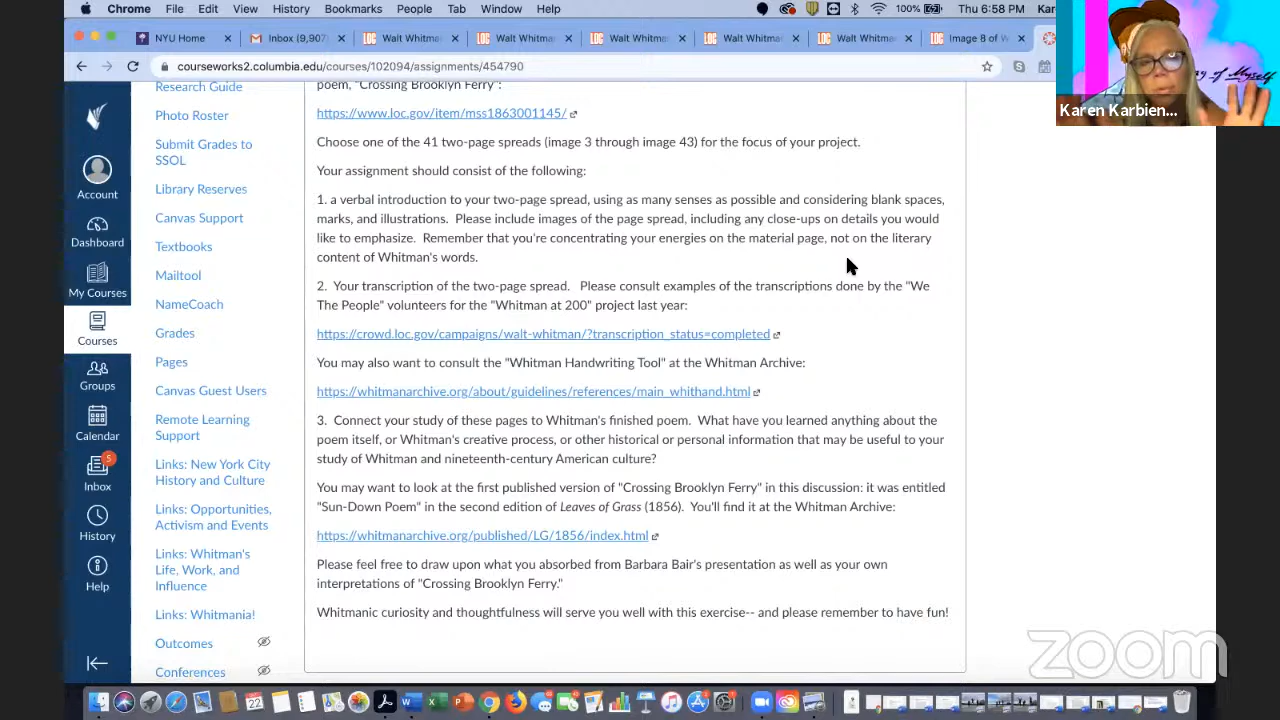 Chrome File Edit View History Bookmarks People Tab Window Help 100% Thu 6:58 PM
NYU Home Inbox (9,907) Walt Whitman Walt Whitman Walt Whitm Walt Whitm Walt Whitm Image 8 of W
courseworks2.columbia.edu/courses/102094/assignments/454790
Karen Karbien...
of Myself
Account
Dashboard
My Courses
Courses
Groups
Calendar
5
Inbox
History
Help
Research Guide
Photo Roster
Submit Grades to
SSOL
Library Reserves
Canvas Support
Textbooks
Mailtool
NameCoach
Grades
Pages
Canvas Guest Users
Remote Learning
Support
Links: New York City
History and Culture
Links: Opportunities,
Activism and Events
Links: Whitman's
Life, Work, and
Influence
Links: Whitmania!
Outcomes
Conferences
poem, "Crossing Brooklyn Ferry":
https://www.loc.gov/item/mss1863001145/
Choose one of the 41 two-page spreads (image 3 through image 43) for the focus of your project.
Your assignment should consist of the following:
1. a verbal introduction to your two-page spread, using as many senses as possible and considering blank spaces,
marks, and illustrations. Please include images of the page spread, including any close-ups on details you would
like to emphasize. Remember that you're concentrating your energies on the material page, not on the literary
content of Whitman's words.
2. Your transcription of the two-page spread. Please consult examples of the transcriptions done by the "We
The People" volunteers for the "Whitman at 200" project last year:
https://crowd.loc.gov/campaigns/walt-whitman/?transcription_status=completed
You may also want to consult the "Whitman Handwriting Tool" at the Whitman Archive:
https://whitmanarchive.org/about/guidelines/references/main_whithand.html
3. Connect your study of these pages to Whitman's finished poem. What have you learned anything about the
poem itself, or Whitman's creative process, or other historical or personal information that may be useful to your
study of Whitman and nineteenth-century American culture?
You may want to look at the first published version of "Crossing Brooklyn Ferry" in this discussion: it was entitled
"Sun-Down Poem" in the second edition of Leaves of Grass (1856). You'll find it at the Whitman Archive:
https://whitmanarchive.org/published/LG/1856/index.html
Please feel free to draw upon what you absorbed from Barbara Bair's presentation as well as your own
interpretations of "Crossing Brooklyn Ferry."
Whitmanic curiosity and thoughtfulness will serve you well with this exercise-- and please remember to have fun!
zoom